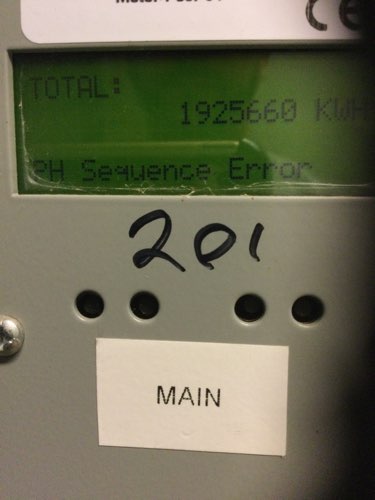 TOTAL:
1925660 KWH
PH Sequence Error
201
MAIN